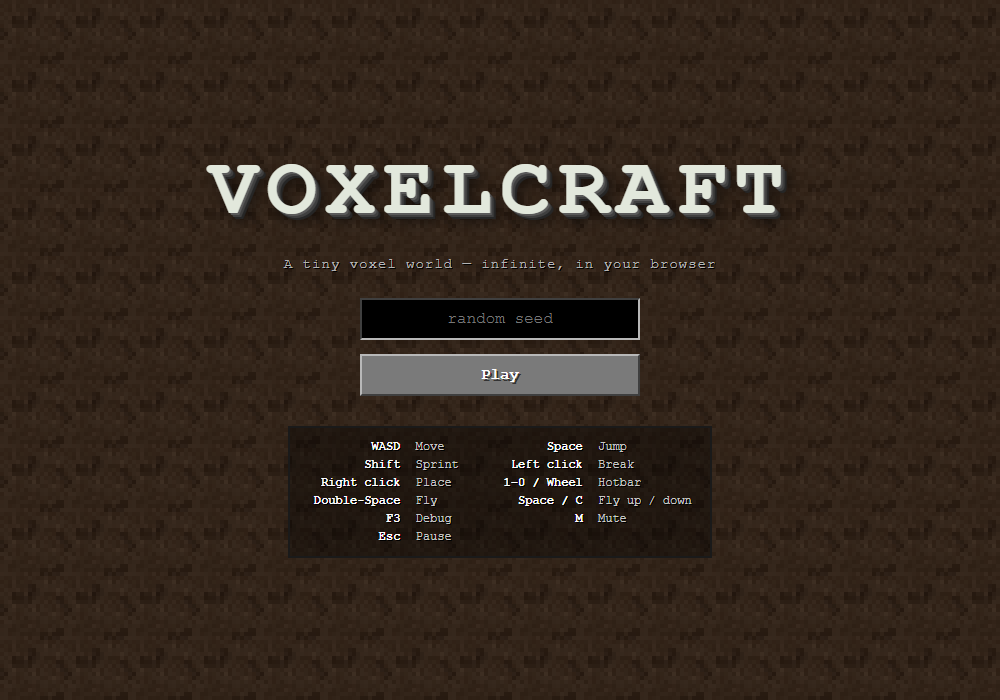 VOXELCRAFT
A tiny voxel world — infinite, in your browser
random seed
Play
WASD Move Space Jump
Shift Sprint Left click Break
Right click Place 1–0 / Wheel Hotbar
Double-Space Fly Space / C Fly up / down
F3 Debug M Mute
Esc Pause